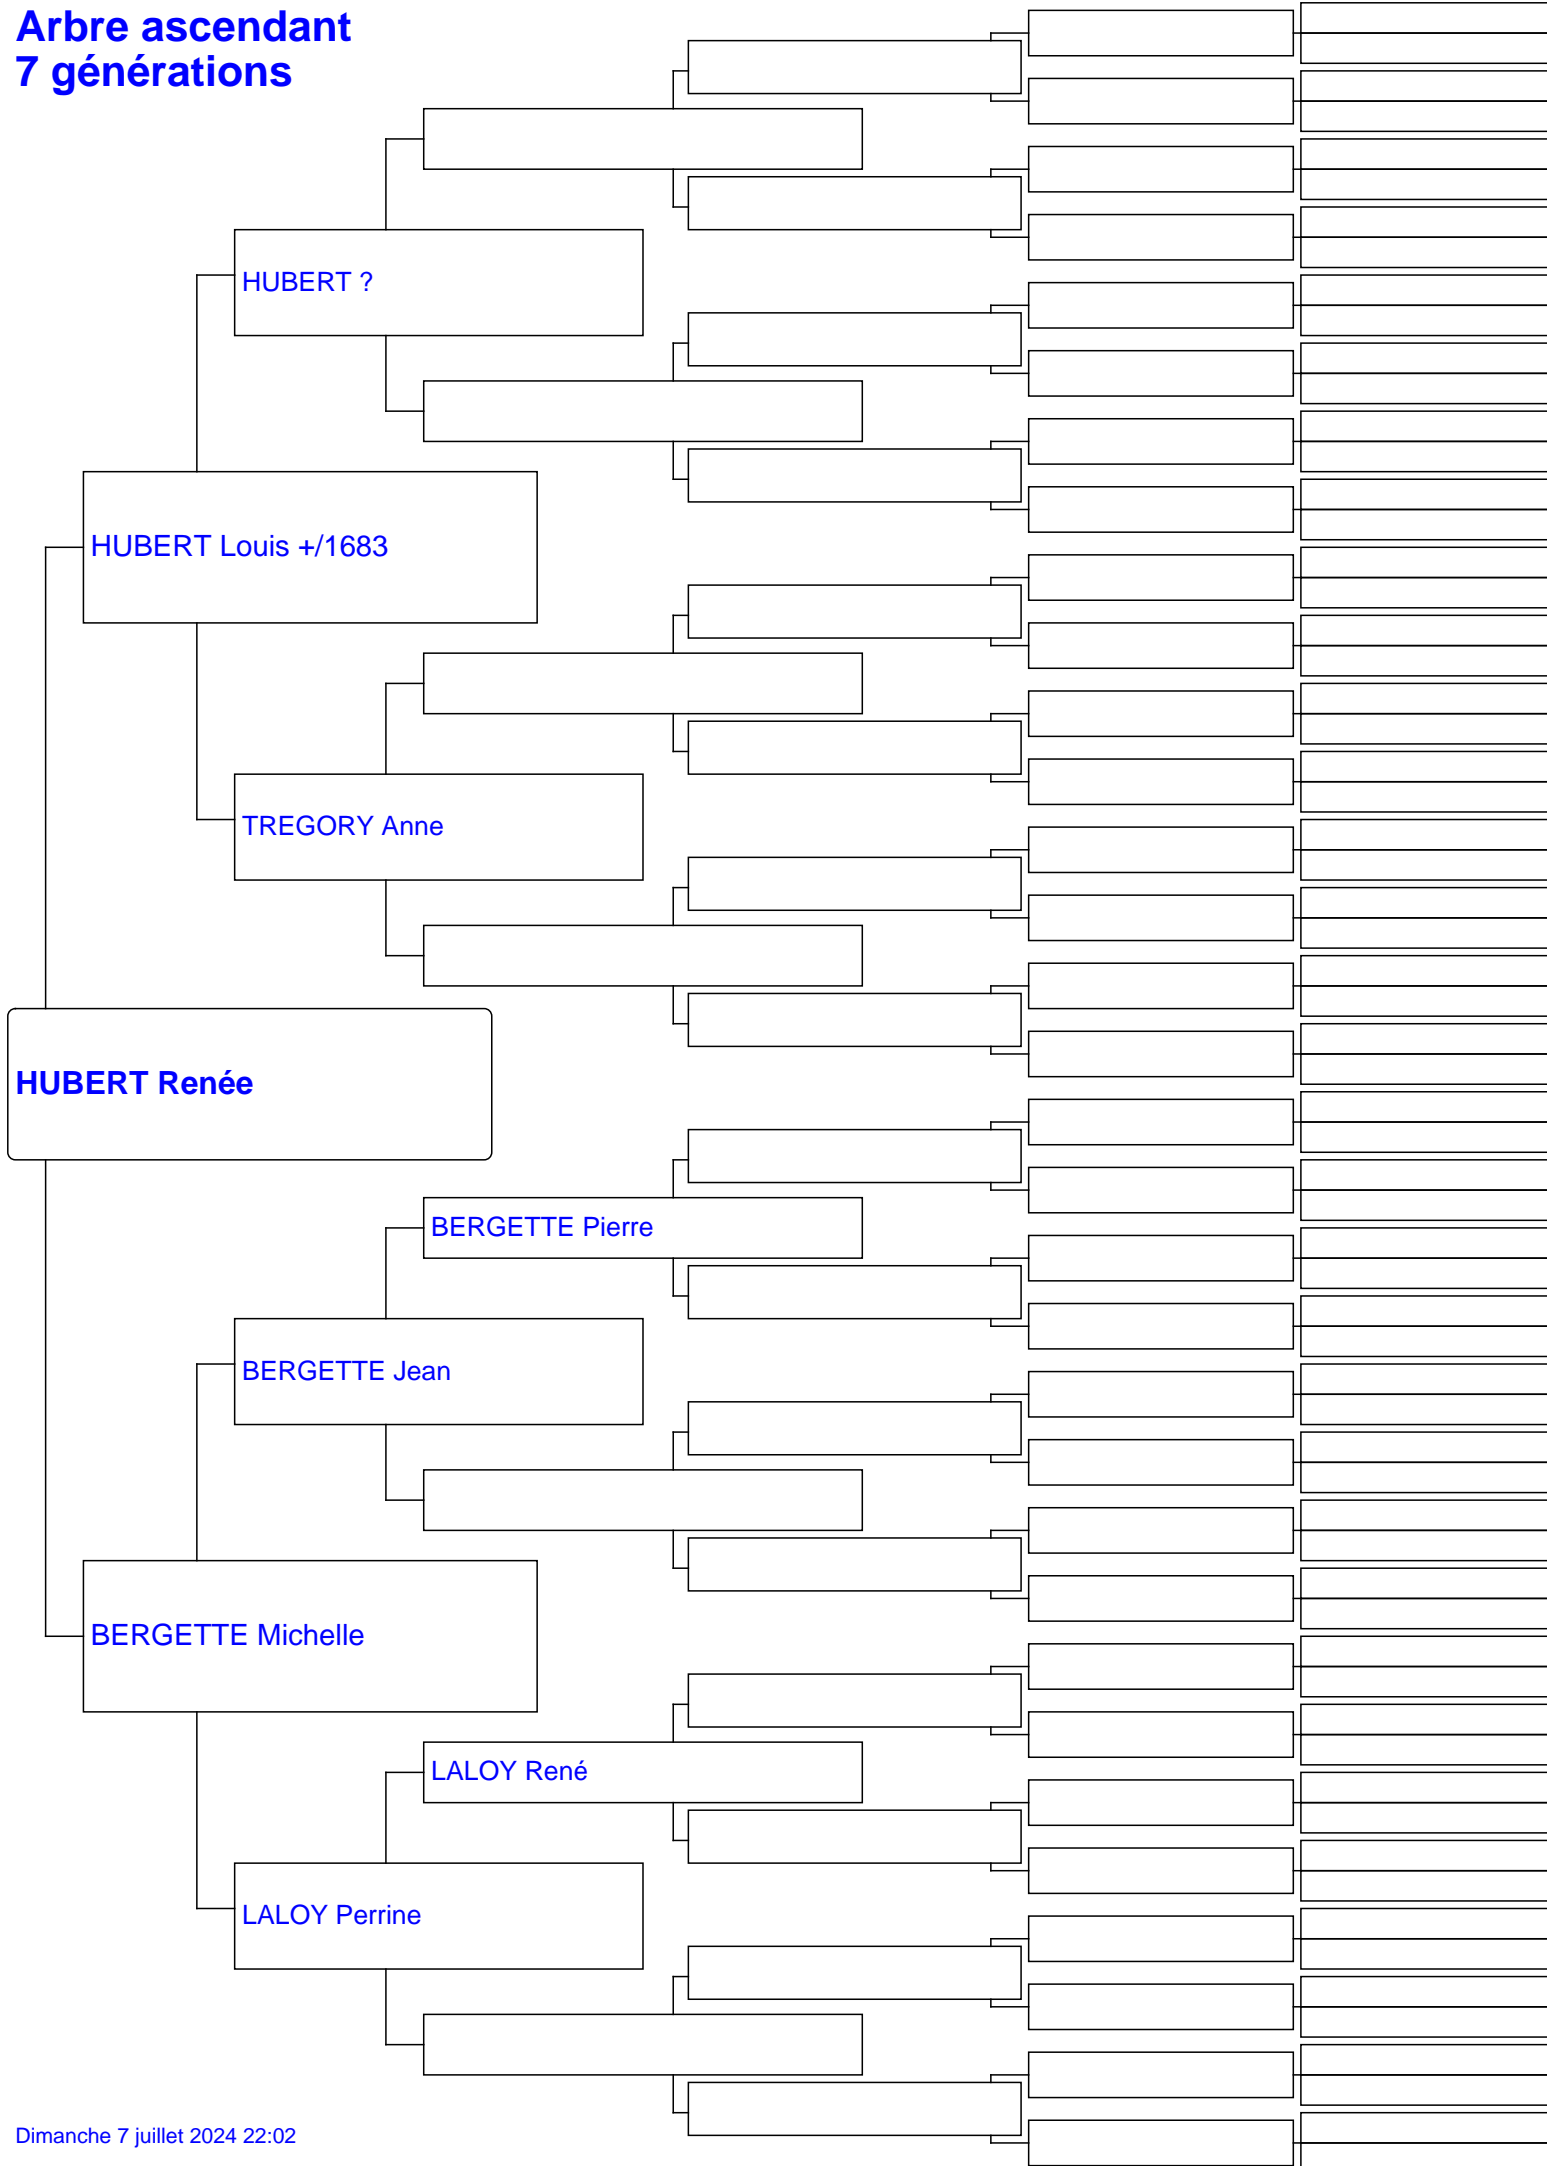 Arbre ascendant
7 générations
HUBERT ?
HUBERT Louis +/1683
TREGORY Anne
HUBERT Renée
BERGETTE Pierre
BERGETTE Jean
BERGETTE Michelle
LALOY René
LALOY Perrine
Dimanche 7 juillet 2024 22:02